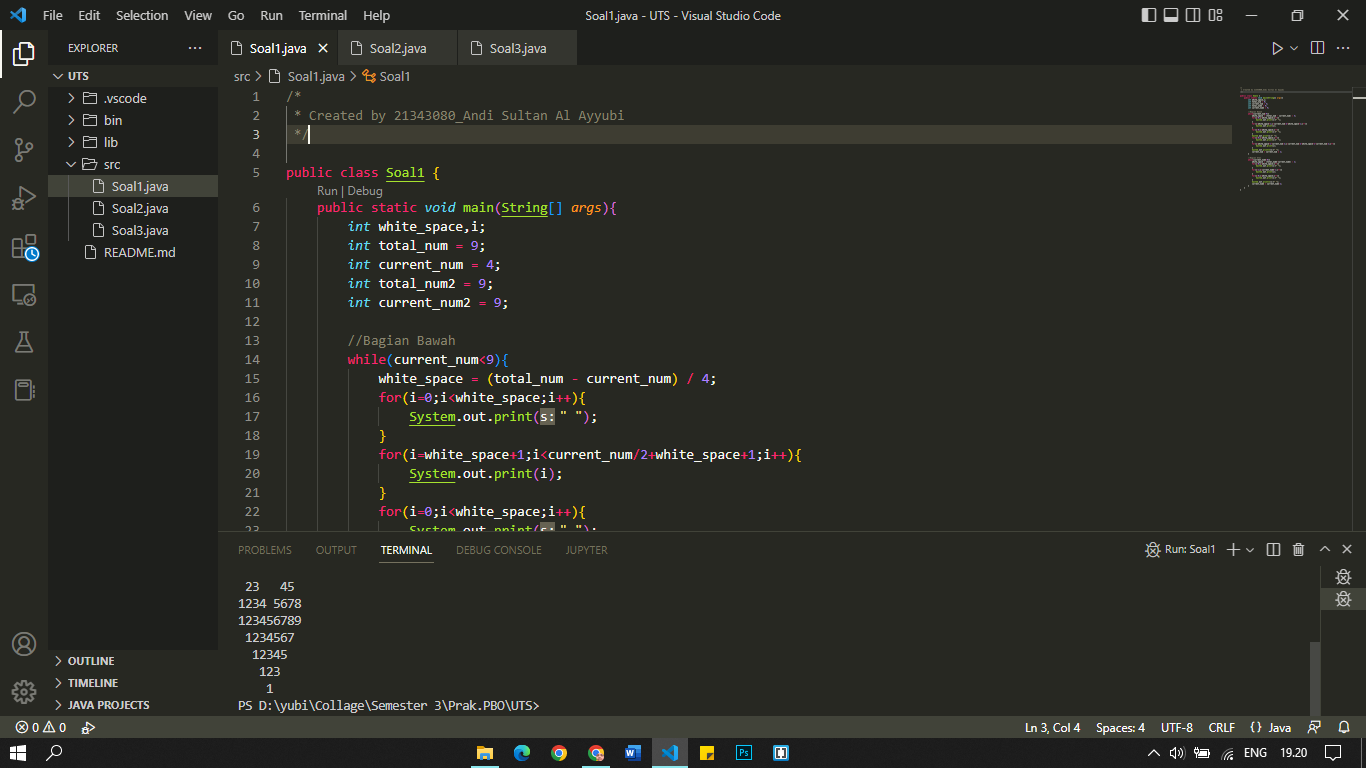 File Edit Selection View Go Run Terminal Help Soal1.java - UTS - Visual Studio Code
EXPLORER
UTS
.vscode
bin
lib
src
Soal1.java
Soal2.java
Soal3.java
README.md
OUTLINE
TIMELINE
JAVA PROJECTS
Soal1.java Soal2.java Soal3.java
src > Soal1.java > Soal1
1 /*
2 * Created by 21343080_Andi Sultan Al Ayyubi
3 */
4
5 public class Soal1 {
Run | Debug
6 public static void main(String[] args){
7 int white_space,i;
8 int total_num = 9;
9 int current_num = 4;
10 int total_num2 = 9;
11 int current_num2 = 9;
12
13 //Bagian Bawah
14 while(current_num<9){
15 white_space = (total_num - current_num) / 4;
16 for(i=0;i<white_space;i++){
17 System.out.print(s:" ");
18 }
19 for(i=white_space+1;i<current_num/2+white_space+1;i++){
20 System.out.print(i);
21 }
22 for(i=0;i<white_space;i++){
23 System.out.print(s:" ");
PROBLEMS OUTPUT TERMINAL DEBUG CONSOLE JUPYTER Run: Soal1
23   45
1234 5678
123456789
1234567
12345
123
1
PS D:\yubi\Collage\Semester 3\Prak.PBO\UTS>
0 0 Ln 3, Col 4 Spaces: 4 UTF-8 CRLF {} Java
ENG 19.20